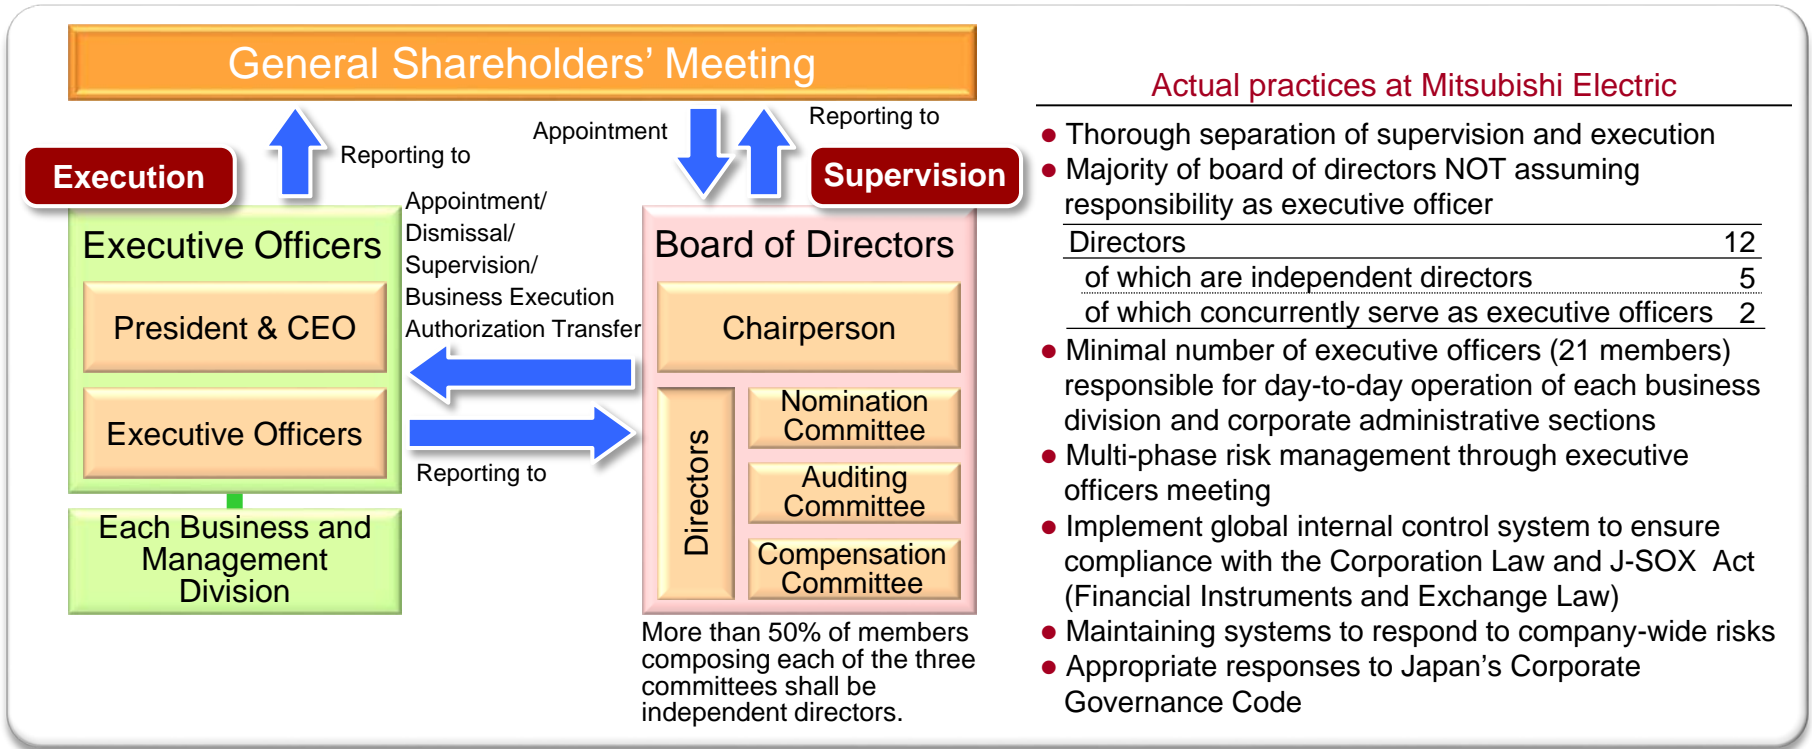 General Shareholders’ Meeting
Reporting to
Appointment
Reporting to
Execution
Supervision
Appointment/
Dismissal/
Supervision/
Business Execution
Authorization Transfer
Executive Officers
President & CEO
Executive Officers
Reporting to
Each Business and
Management
Division
Board of Directors
Chairperson
Directors
Nomination
Committee
Auditing
Committee
Compensation
Committee
More than 50% of members
composing each of the three
committees shall be
independent directors.
Actual practices at Mitsubishi Electric
● Thorough separation of supervision and execution
● Majority of board of directors NOT assuming
responsibility as executive officer
Directors 12
of which are independent directors 5
of which concurrently serve as executive officers 2
● Minimal number of executive officers (21 members)
responsible for day-to-day operation of each business
division and corporate administrative sections
● Multi-phase risk management through executive
officers meeting
● Implement global internal control system to ensure
compliance with the Corporation Law and J-SOX Act
(Financial Instruments and Exchange Law)
● Maintaining systems to respond to company-wide risks
● Appropriate responses to Japan’s Corporate
Governance Code